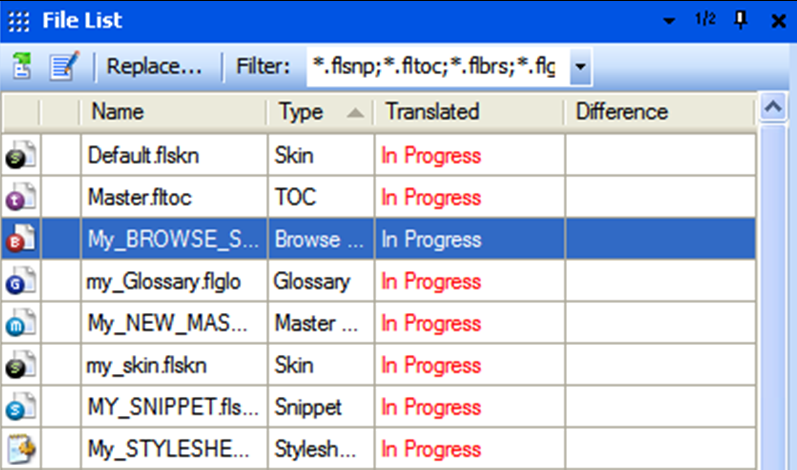 File List 1/2
Replace... Filter: *.flsnp;*.fltoc;*.flbrs;*.flg
Name Type Translated Difference
Default.flskn Skin In Progress
Master.fltoc TOC In Progress
My_BROWSE_S... Browse ... In Progress
my_Glossary.flglo Glossary In Progress
My_NEW_MAS... Master ... In Progress
my_skin.flskn Skin In Progress
MY_SNIPPET.fls... Snippet In Progress
My_STYLESHE... Stylesh... In Progress